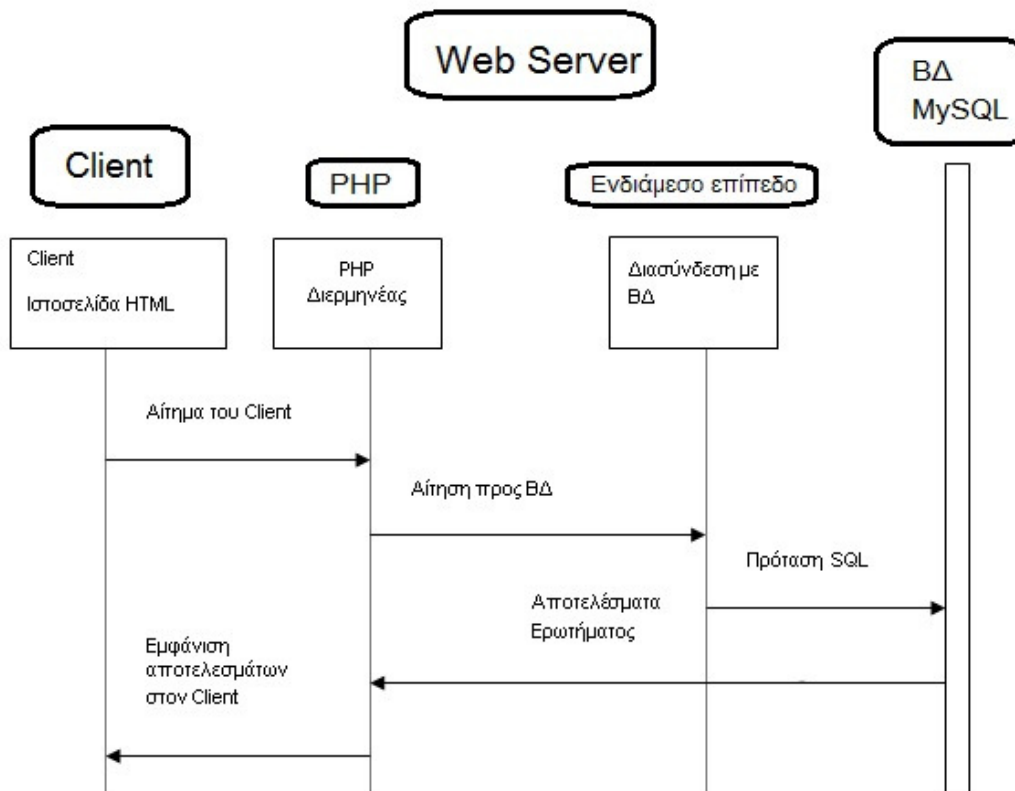 Web Server
ΒΔ
MySQL
Client
PHP
Ενδιάμεσο επίπεδο
Client
Ιστοσελίδα HTML
PHP
Διερμηνέας
Διασύνδεση με
ΒΔ
Αίτημα του Client
Αίτηση προς ΒΔ
Πρόταση SQL
Αποτελέσματα
Ερωτήματος
Εμφάνιση
αποτελεσμάτων
στον Client